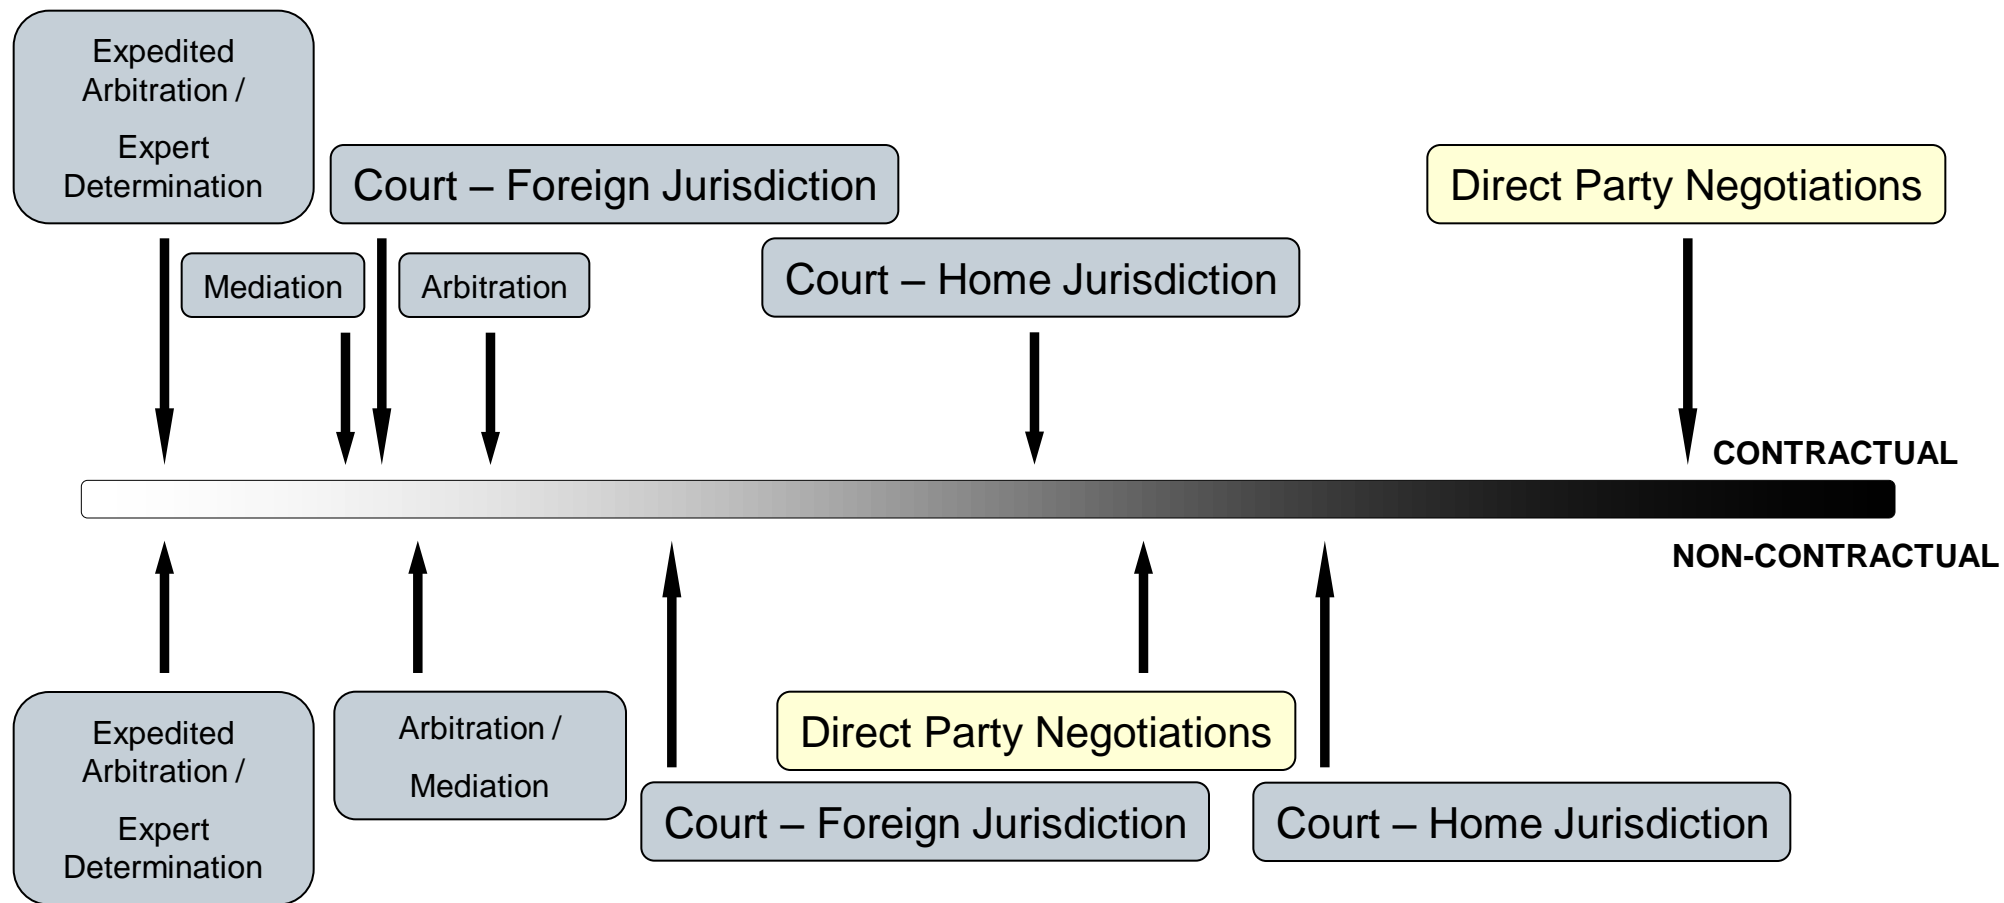 Expedited
Arbitration /
Expert
Determination
Court – Foreign Jurisdiction
Direct Party Negotiations
Mediation
Arbitration
Court – Home Jurisdiction
CONTRACTUAL
NON-CONTRACTUAL
Expedited
Arbitration /
Expert
Determination
Arbitration /
Mediation
Direct Party Negotiations
Court – Foreign Jurisdiction
Court – Home Jurisdiction